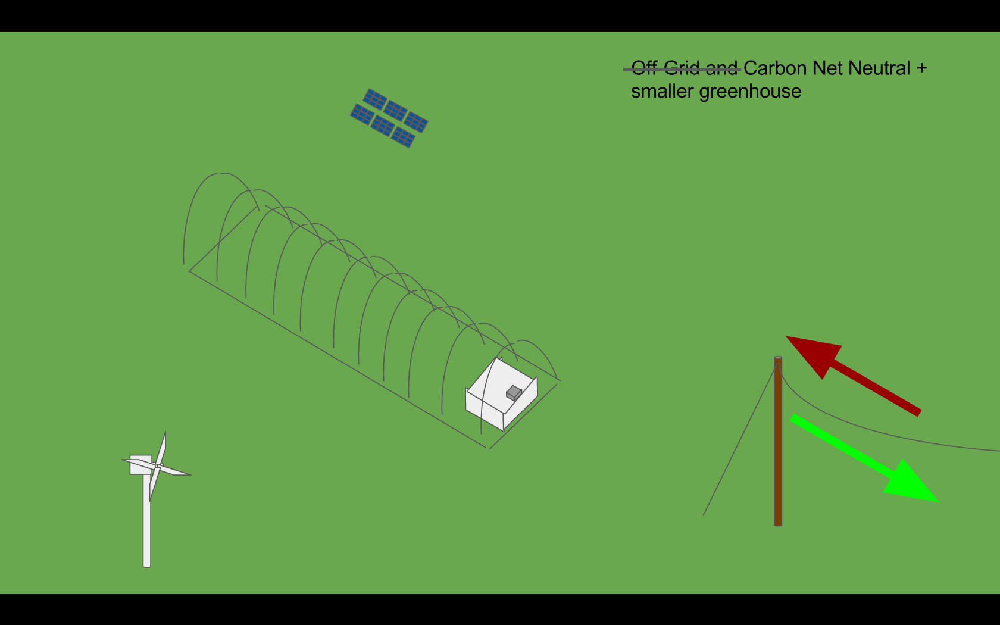 Off Grid and Carbon Net Neutral +
smaller greenhouse